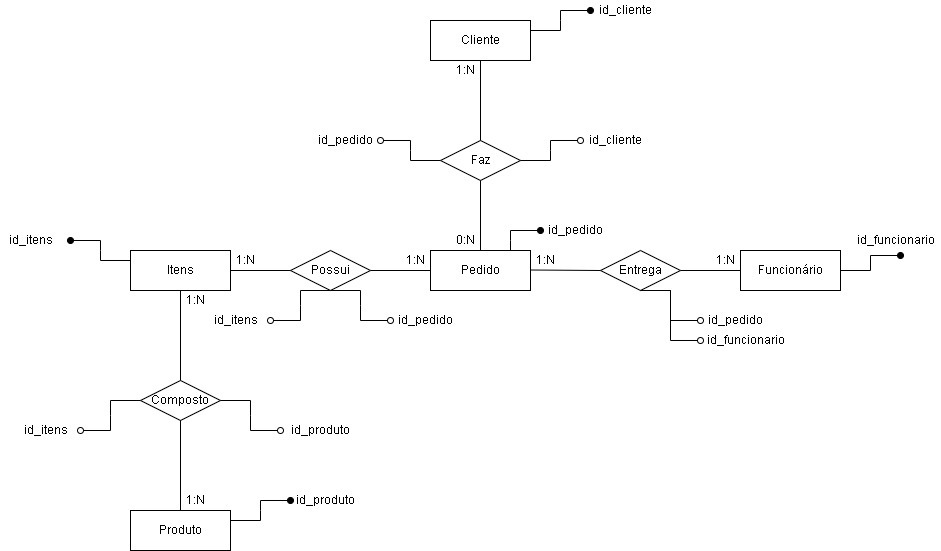 id_cliente
Cliente
1:N
id_pedido
id_cliente
Faz
0:N
id_pedido
id_itens
id_funcionario
1:N
1:N
1:N
1:N
Itens
Possui
Pedido
Entrega
Funcionário
1:N
id_itens
id_pedido
id_pedido
id_funcionario
Composto
id_itens
id_produto
1:N
id_produto
Produto